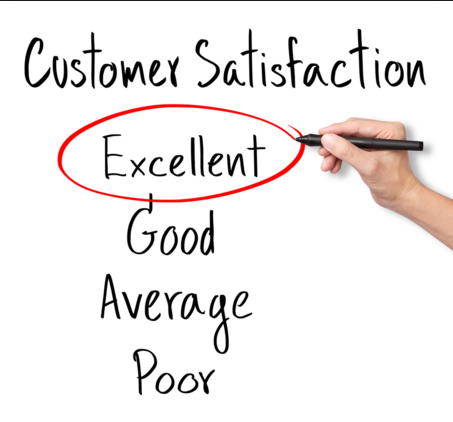 Customer Satisfaction
Excellent
Good
Average
Poor